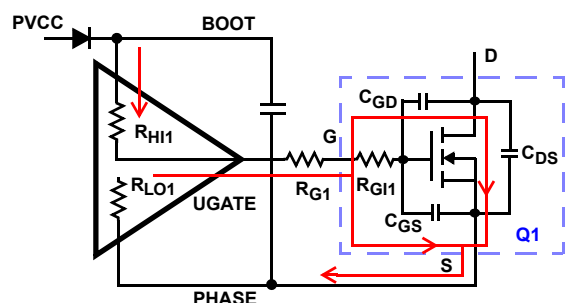 PVCC
BOOT
D
CGD
RHI1
G
CDS
RLO1
RG1
RGI1
UGATE
CGS
Q1
S
PHASE